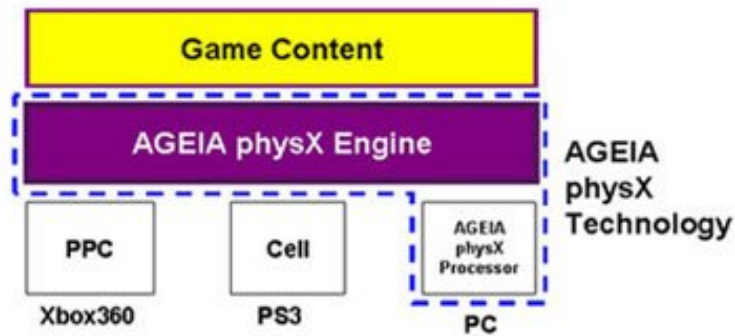 Game Content
AGEIA physX Engine
AGEIA
physX
Technology
PPC
Cell
AGEIA
physX
Processor
Xbox360
PS3
PC